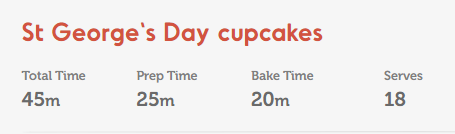 St George's Day cupcakes
Total Time Prep Time Bake Time Serves
45m 25m 20m 18